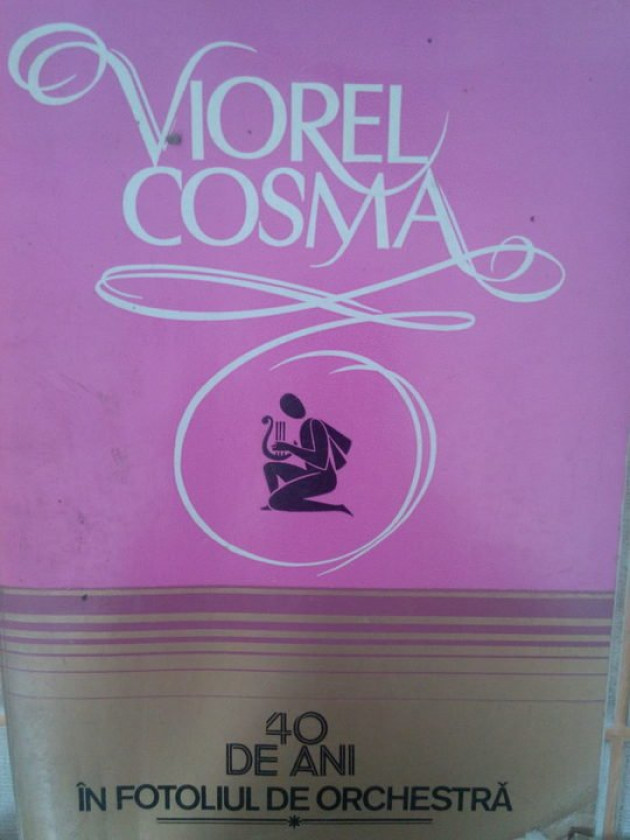 VIOREL
COSMA
40
DE ANI
ÎN FOTOLIUL DE ORCHESTRĂ